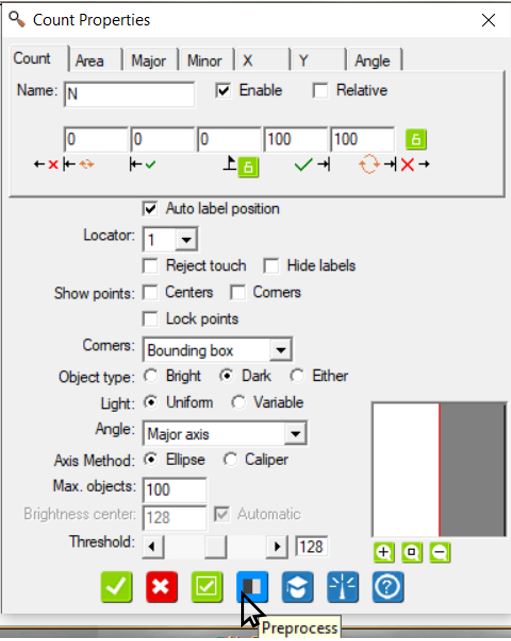 Count Properties
Count Area Major Minor X Y Angle
Name: N Enable Relative
0 0 0 100 100
Auto label position
Locator: 1
Reject touch Hide labels
Show points: Centers Corners
Lock points
Corners: Bounding box
Object type: Bright Dark Either
Light: Uniform Variable
Angle: Major axis
Axis Method: Ellipse Caliper
Max. objects: 100
Brightness center: 128 Automatic
Threshold: 128
Preprocess